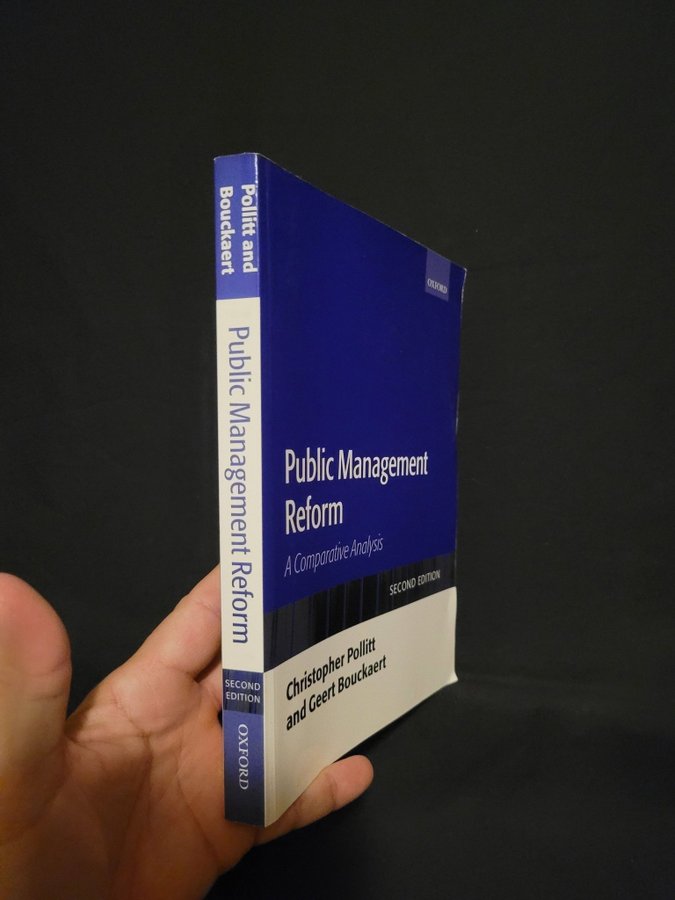 Pollitt and
Bouckaert
Public Management Reform
SECOND
EDITION
OXFORD
OXFORD
Public Management
Reform
A Comparative Analysis
SECOND EDITION
Christopher Pollitt
and Geert Bouckaert